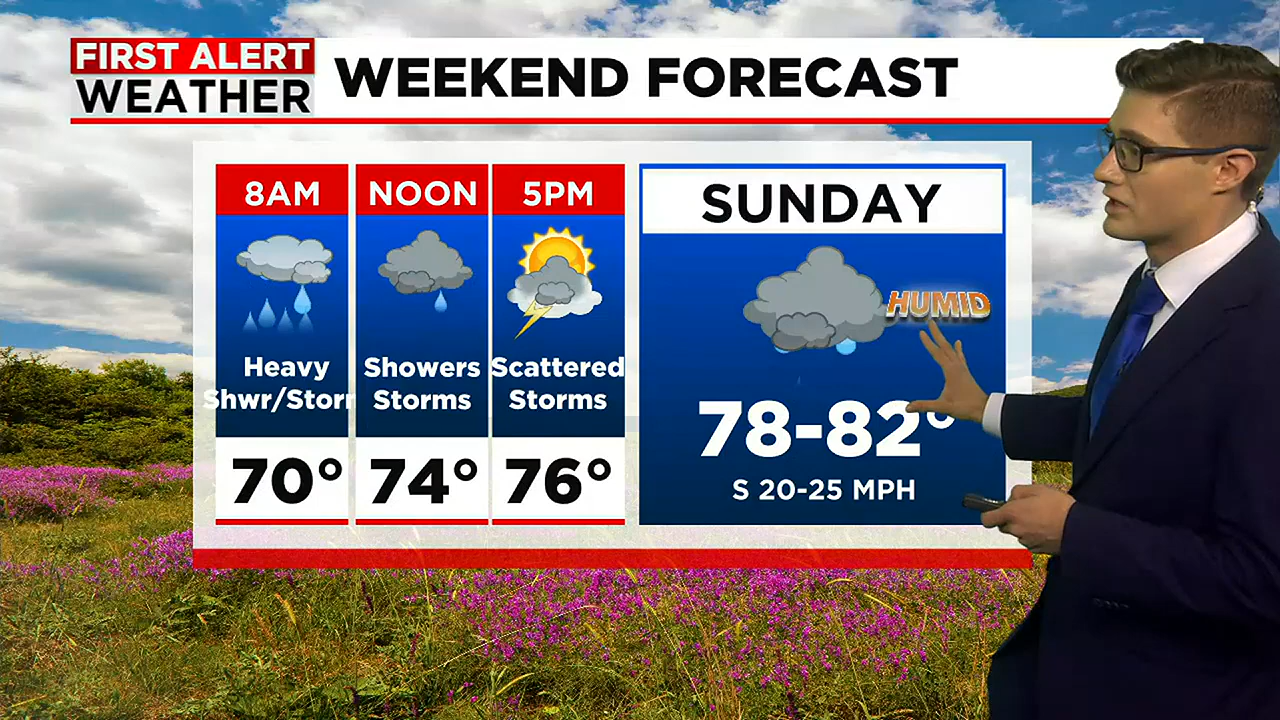 FIRST ALERT
WEATHER
WEEKEND FORECAST
8AM
Heavy
Shwr/Stor
70°
NOON
Showers
Storms
74°
5PM
Scattered
Storms
76°
SUNDAY
HUMID
78-82°
S 20-25 MPH